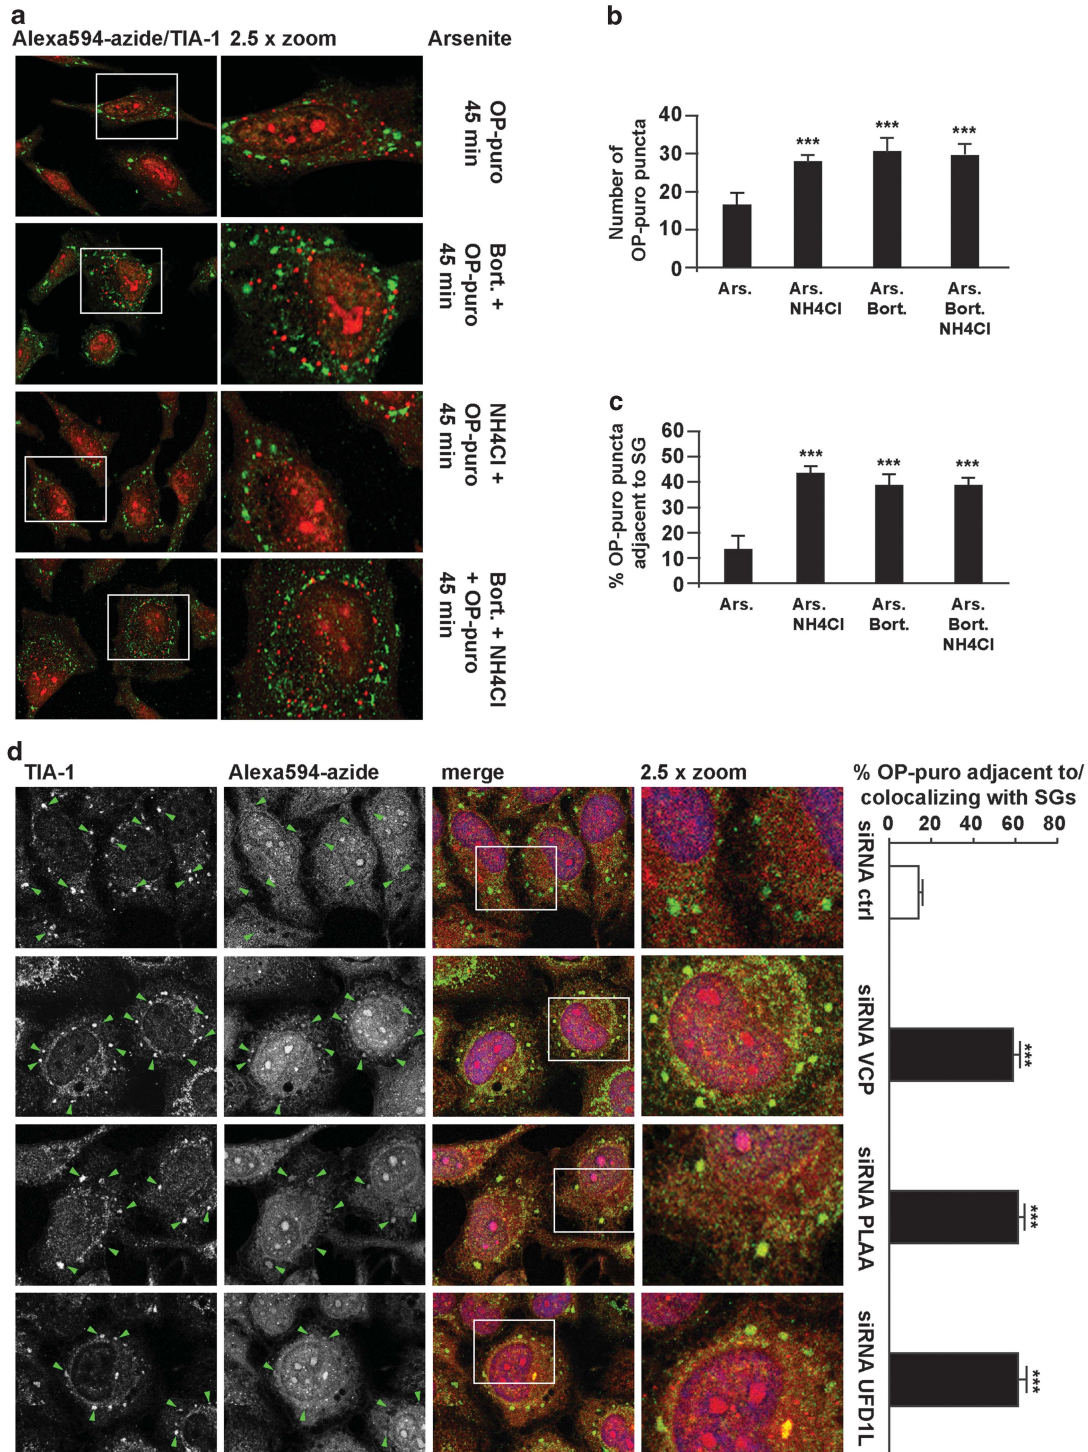 a
Alexa594-azide/TIA-1 2.5 x zoom
Arsenite
OP-puro
45 min
Bort. +
OP-puro
45 min
NH4Cl +
OP-puro
45 min
Bort. + NH4Cl
+ OP-puro
45 min
b
Number of
OP-puro puncta
40
30
20
10
0
***
***
***
Ars.
Ars.
NH4Cl
Ars.
Bort.
Ars.
Bort.
NH4Cl
c
% OP-puro puncta
adjacent to SG
60
50
40
30
20
10
0
***
***
***
Ars.
Ars.
NH4Cl
Ars.
Bort.
Ars.
Bort.
NH4Cl
d
TIA-1
Alexa594-azide
merge
2.5 x zoom
% OP-puro adjacent to/
colocalizing with SGs
0 20 40 60 80
siRNA ctrl
siRNA VCP
***
siRNA PLAA
***
siRNA UFD1L
***